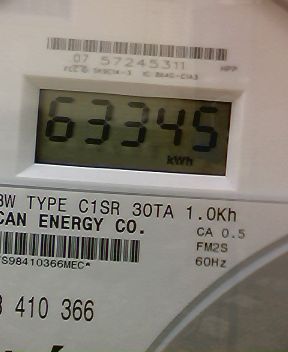 07 57245311
63345
kWh
3W TYPE C1SR 30TA 1.0Kh
CAN ENERGY CO.
CA 0.5
FM2S
60Hz
S98410366MEC*
410 366